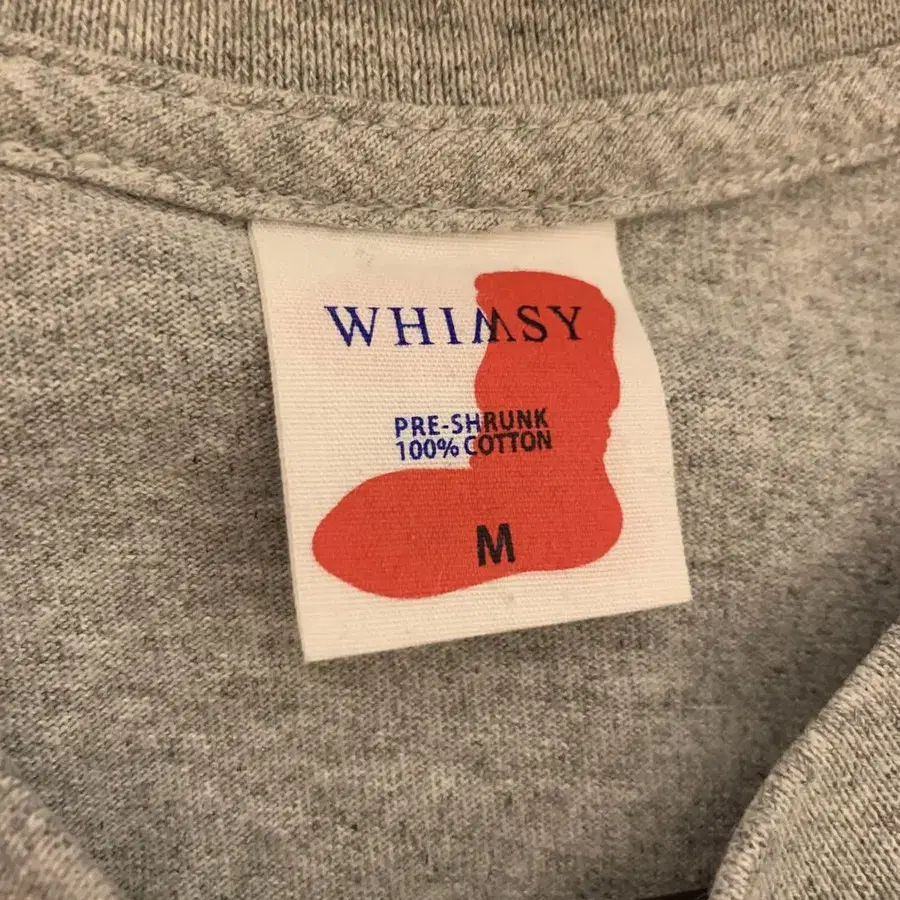 WHIMSY
PRE-SHRUNK
100% COTTON
M